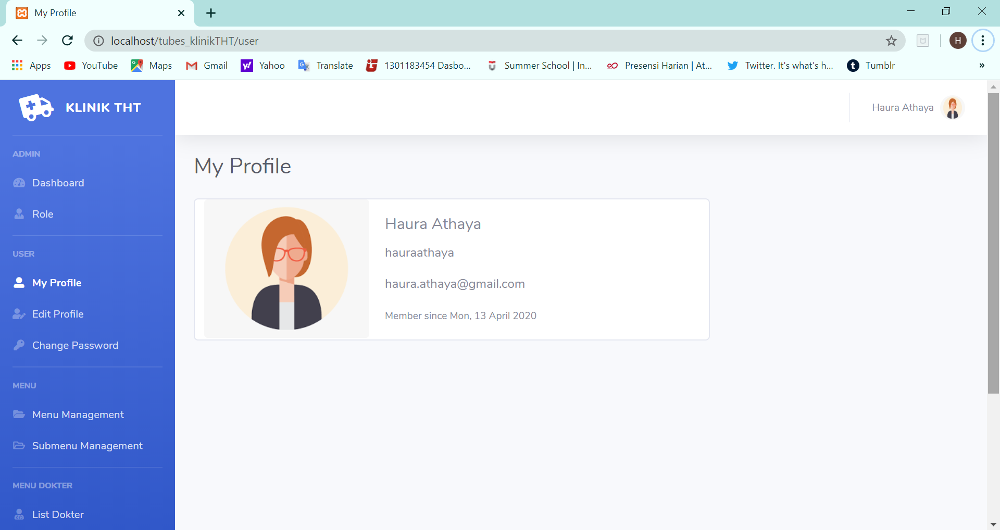 My Profile
localhost/tubes_klinikTHT/user
H
Apps YouTube Maps Gmail Yahoo Translate 1301183454 Dasbo... Summer School | In... Presensi Harian | At... Twitter. It's what's h... Tumblr »
KLINIK THT
Haura Athaya
ADMIN
Dashboard
Role
USER
My Profile
Edit Profile
Change Password
MENU
Menu Management
Submenu Management
MENU DOKTER
List Dokter
My Profile
Haura Athaya
hauraathaya
haura.athaya@gmail.com
Member since Mon, 13 April 2020